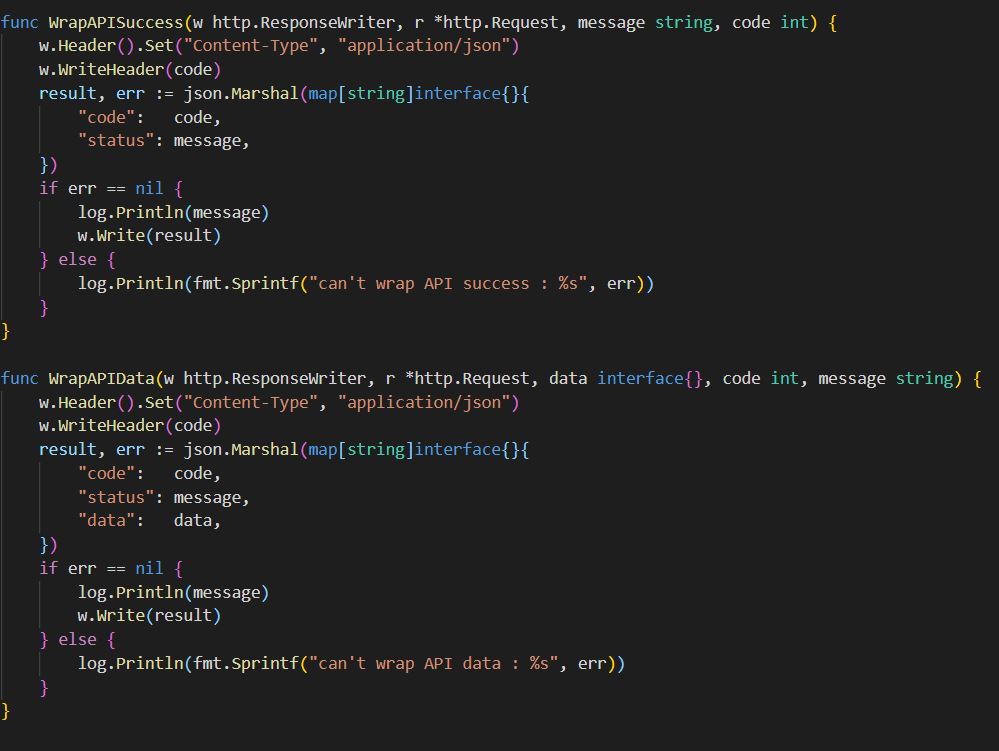 func WrapAPISuccess(w http.ResponseWriter, r *http.Request, message string, code int) {
    w.Header().Set("Content-Type", "application/json")
    w.WriteHeader(code)
    result, err := json.Marshal(map[string]interface{}{
        "code":   code,
        "status": message,
    })
    if err == nil {
        log.Println(message)
        w.Write(result)
    } else {
        log.Println(fmt.Sprintf("can't wrap API success : %s", err))
    }
}

func WrapAPIData(w http.ResponseWriter, r *http.Request, data interface{}, code int, message string) {
    w.Header().Set("Content-Type", "application/json")
    w.WriteHeader(code)
    result, err := json.Marshal(map[string]interface{}{
        "code":   code,
        "status": message,
        "data":   data,
    })
    if err == nil {
        log.Println(message)
        w.Write(result)
    } else {
        log.Println(fmt.Sprintf("can't wrap API data : %s", err))
    }
}